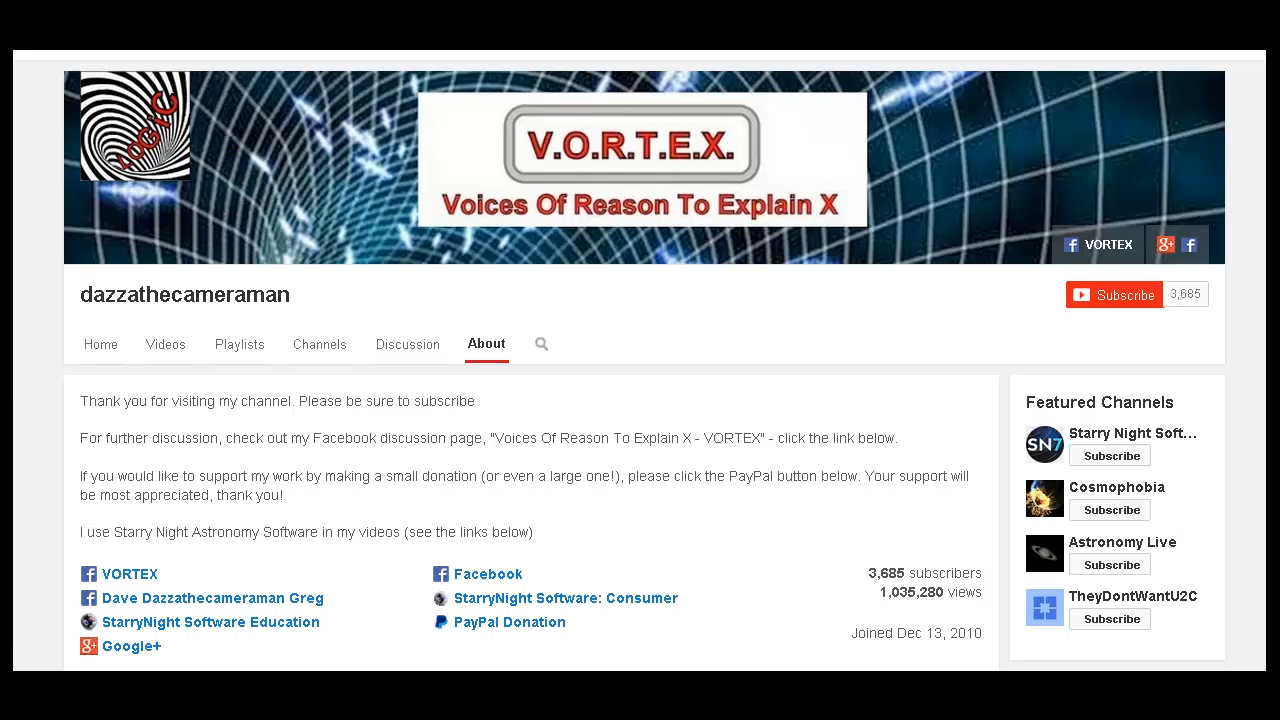 LOGIC
V.O.R.T.E.X.
Voices Of Reason To Explain X
VORTEX
dazzathecameraman
Subscribe 3,685
Home Videos Playlists Channels Discussion About
Thank you for visiting my channel. Please be sure to subscribe
For further discussion, check out my Facebook discussion page, "Voices Of Reason To Explain X - VORTEX" - click the link below.
If you would like to support my work by making a small donation (or even a large one!), please click the PayPal button below. Your support will
be most appreciated, thank you!
I use Starry Night Astronomy Software in my videos (see the links below)
VORTEX
Facebook
Dave Dazzathecameraman Greg
StarryNight Software: Consumer
StarryNight Software Education
PayPal Donation
Google+
3,685 subscribers
1,035,280 views
Joined Dec 13, 2010
Featured Channels
SN7
Starry Night Soft...
Subscribe
Cosmophobia
Subscribe
Astronomy Live
Subscribe
TheyDontWantU2C
Subscribe